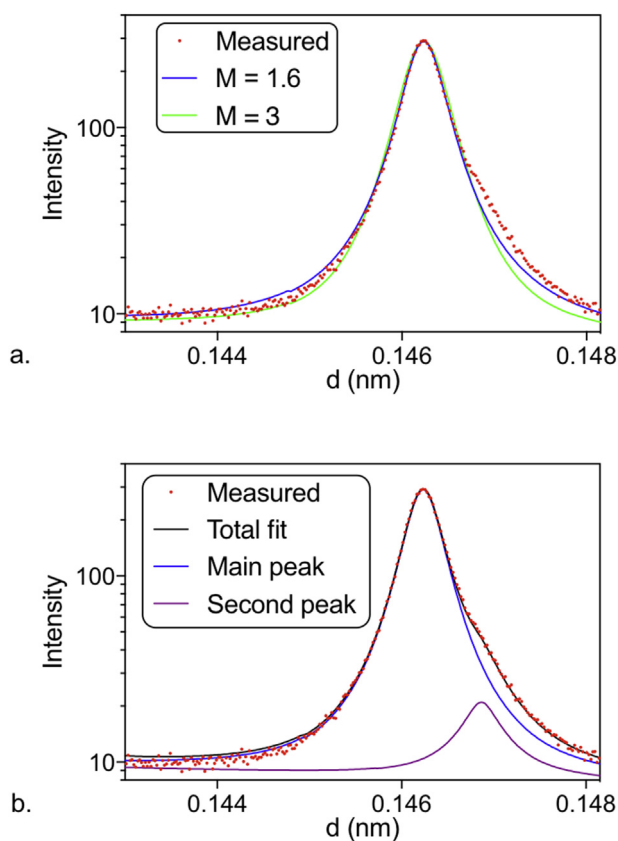 Measured
M = 1.6
M = 3
100
10
Intensity
0.144
0.146
0.148
d (nm)
a.
Measured
Total fit
Main peak
Second peak
100
10
Intensity
0.144
0.146
0.148
d (nm)
b.